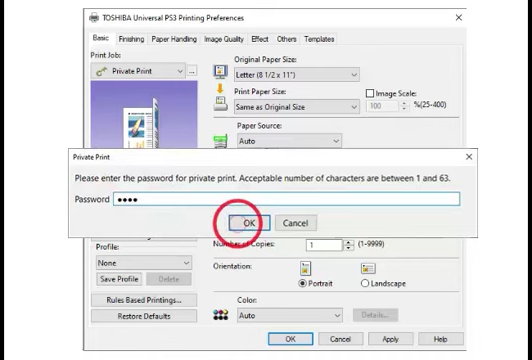 TOSHIBA Universal PS3 Printing Preferences
Basic Finishing Paper Handling Image Quality Effect Others Templates
Print Job:
Private Print
...
Original Paper Size:
Letter (8 1/2 x 11")
Print Paper Size:
Same as Original Size
Image Scale:
100 %(25-400)
Paper Source:
Auto
Private Print
Please enter the password for private print. Acceptable number of characters are between 1 and 63.
Password ••••
OK Cancel
Profile:
None
Save Profile Delete
Rules Based Printings...
Restore Defaults
Number of Copies: 1 (1-9999)
Orientation:
Portrait Landscape
Color:
Auto Details...
OK Cancel Apply Help